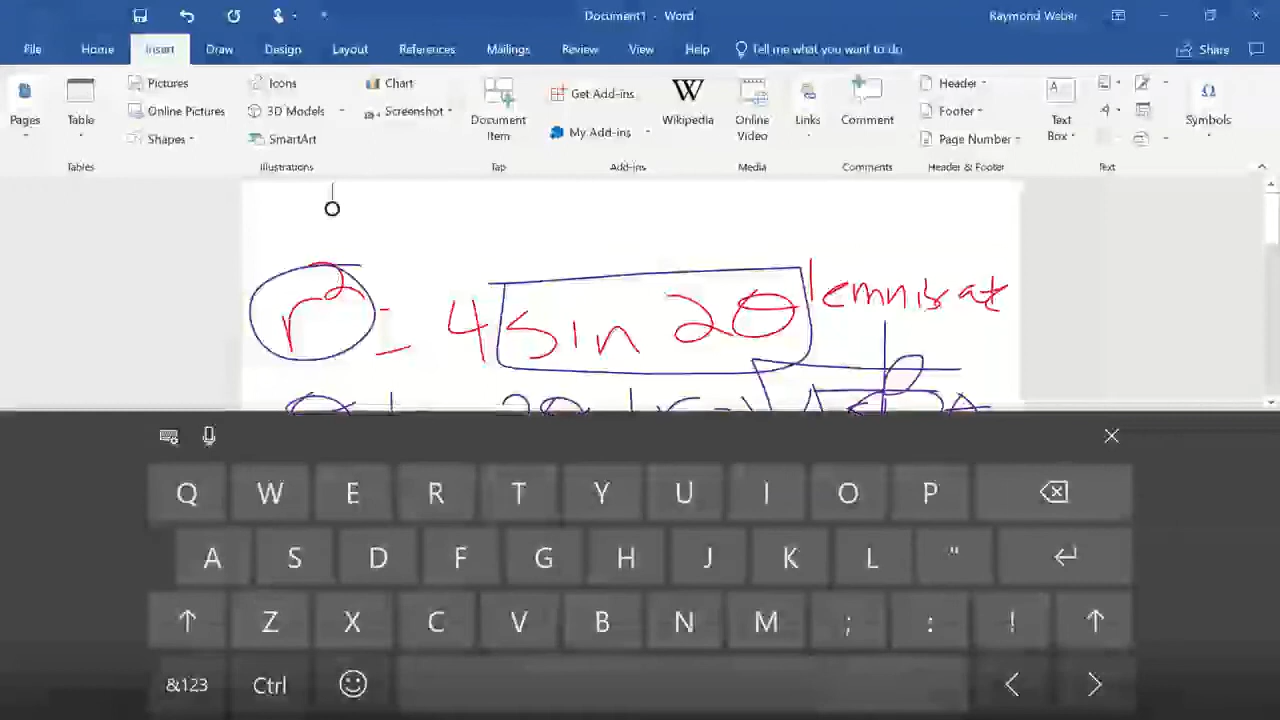 Document1 - Word
Raymond Weber
File Home Insert Draw Design Layout References Mailings Review View Help Tell me what you want to do Share
Pages
Table
Tables
Pictures
Online Pictures
Shapes
Icons
3D Models
SmartArt
Chart
Screenshot
Illustrations
Document
Item
Tap
Get Add-ins
My Add-ins
Add-ins
W
Wikipedia
Online
Video
Media
Links
Comment
Comments
Header
Footer
Page Number
Header & Footer
A
Text
Box
Text
Ω
Symbols
r² = 4 sin 2θ lemniscat
Q W E R T Y U I O P
A S D F G H J K L "
Z X C V B N M ; : !
&123 Ctrl